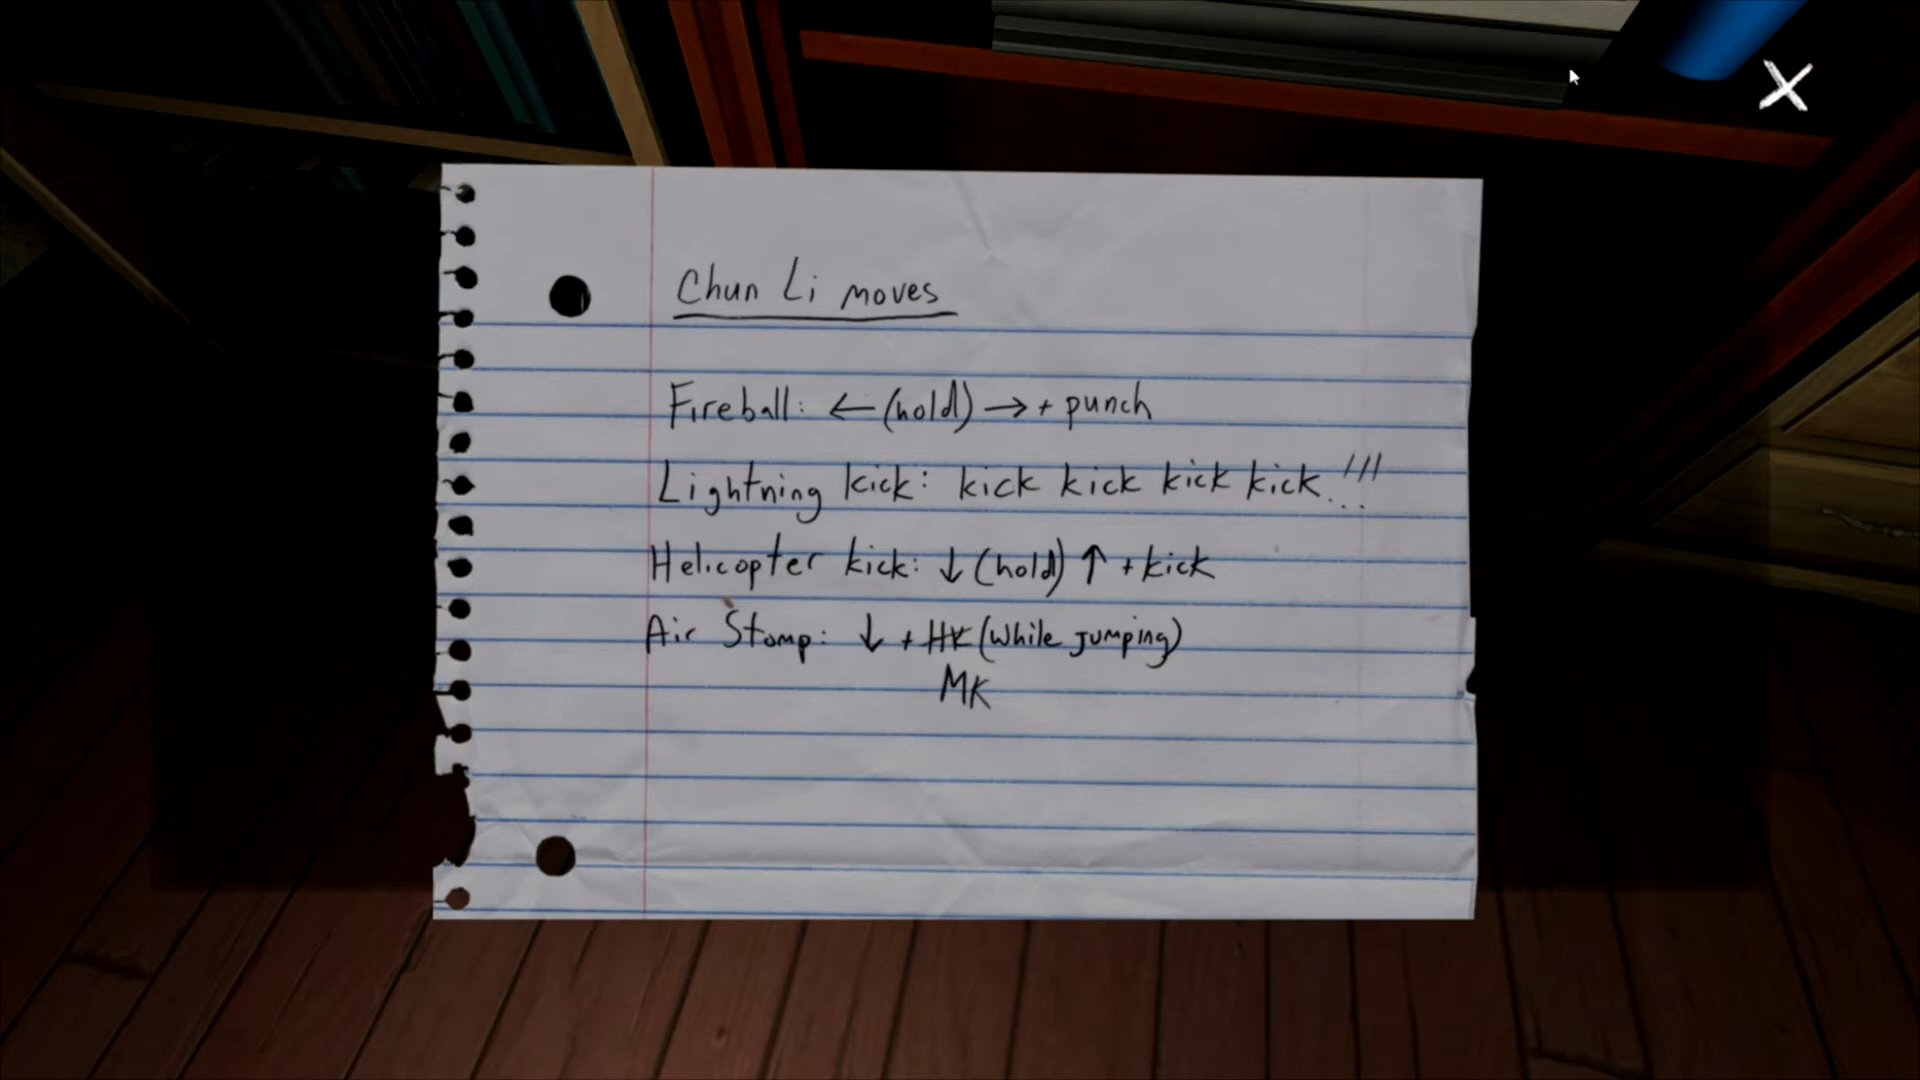 Chun Li moves
Fireball: ← (hold) → + punch
Lightning kick: kick kick kick kick!!!
Helicopter kick: ↓ (hold) ↑ + kick
Air Stomp: ↓ + HK (while jumping)
MK